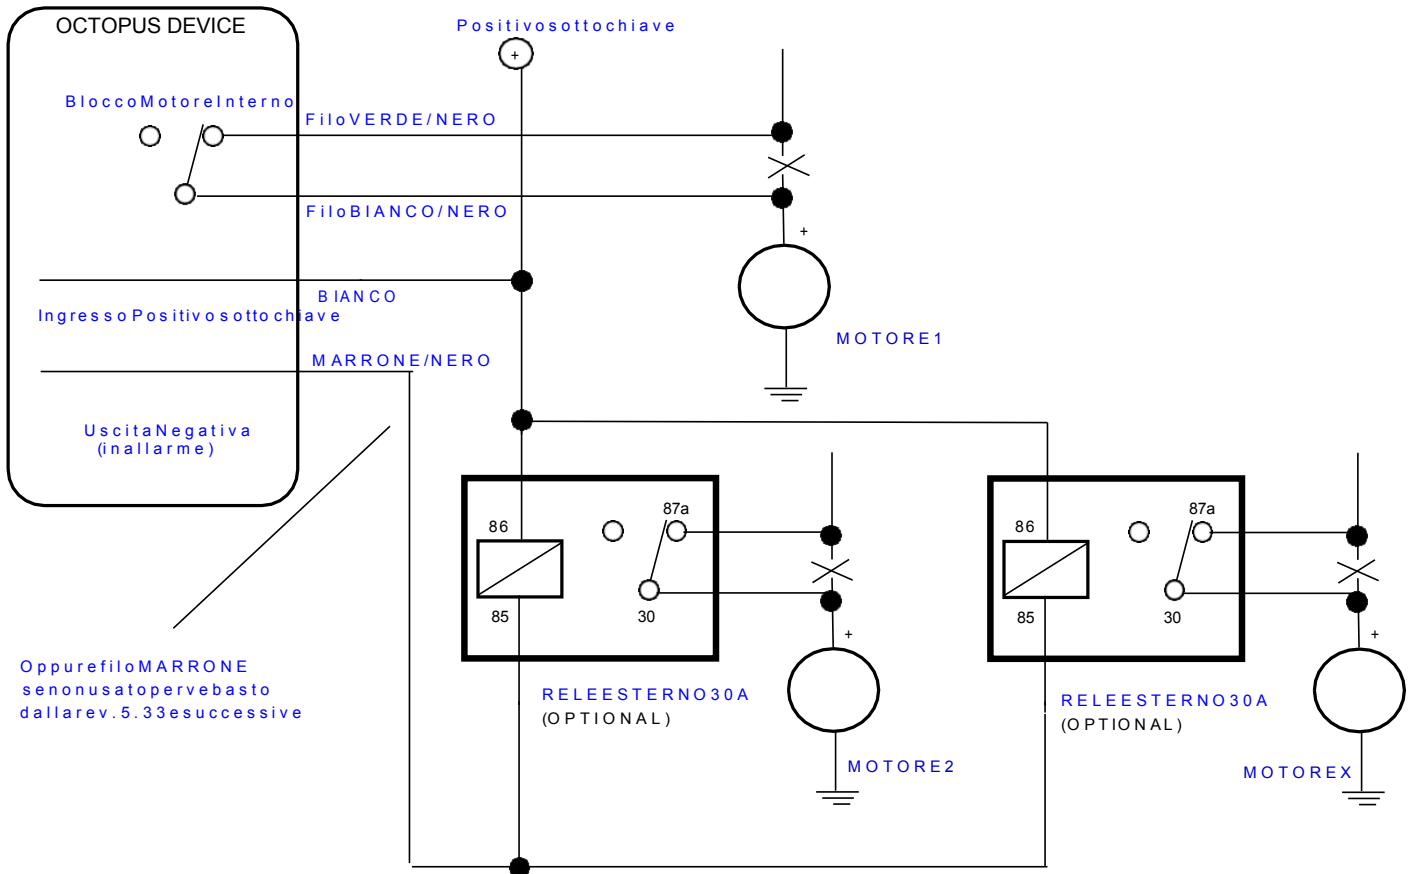 OCTOPUS DEVICE
Positivosottochiave
+
BloccoMotoreInterno
FiloVERDE/NERO
FiloBIANCO/NERO
+
BIANCO
IngressoPositivosottochiave
MOTORE1
MARRONE/NERO
UscitaNegativa
(inallarme)
86
87a
85
30
+
86
87a
85
30
+
OppurefiloMARRONE
senonusatopervebasto
dallarev.5.33esuccessive
RELEESTERNO30A
(OPTIONAL)
RELEESTERNO30A
(OPTIONAL)
MOTORE2
MOTOREX